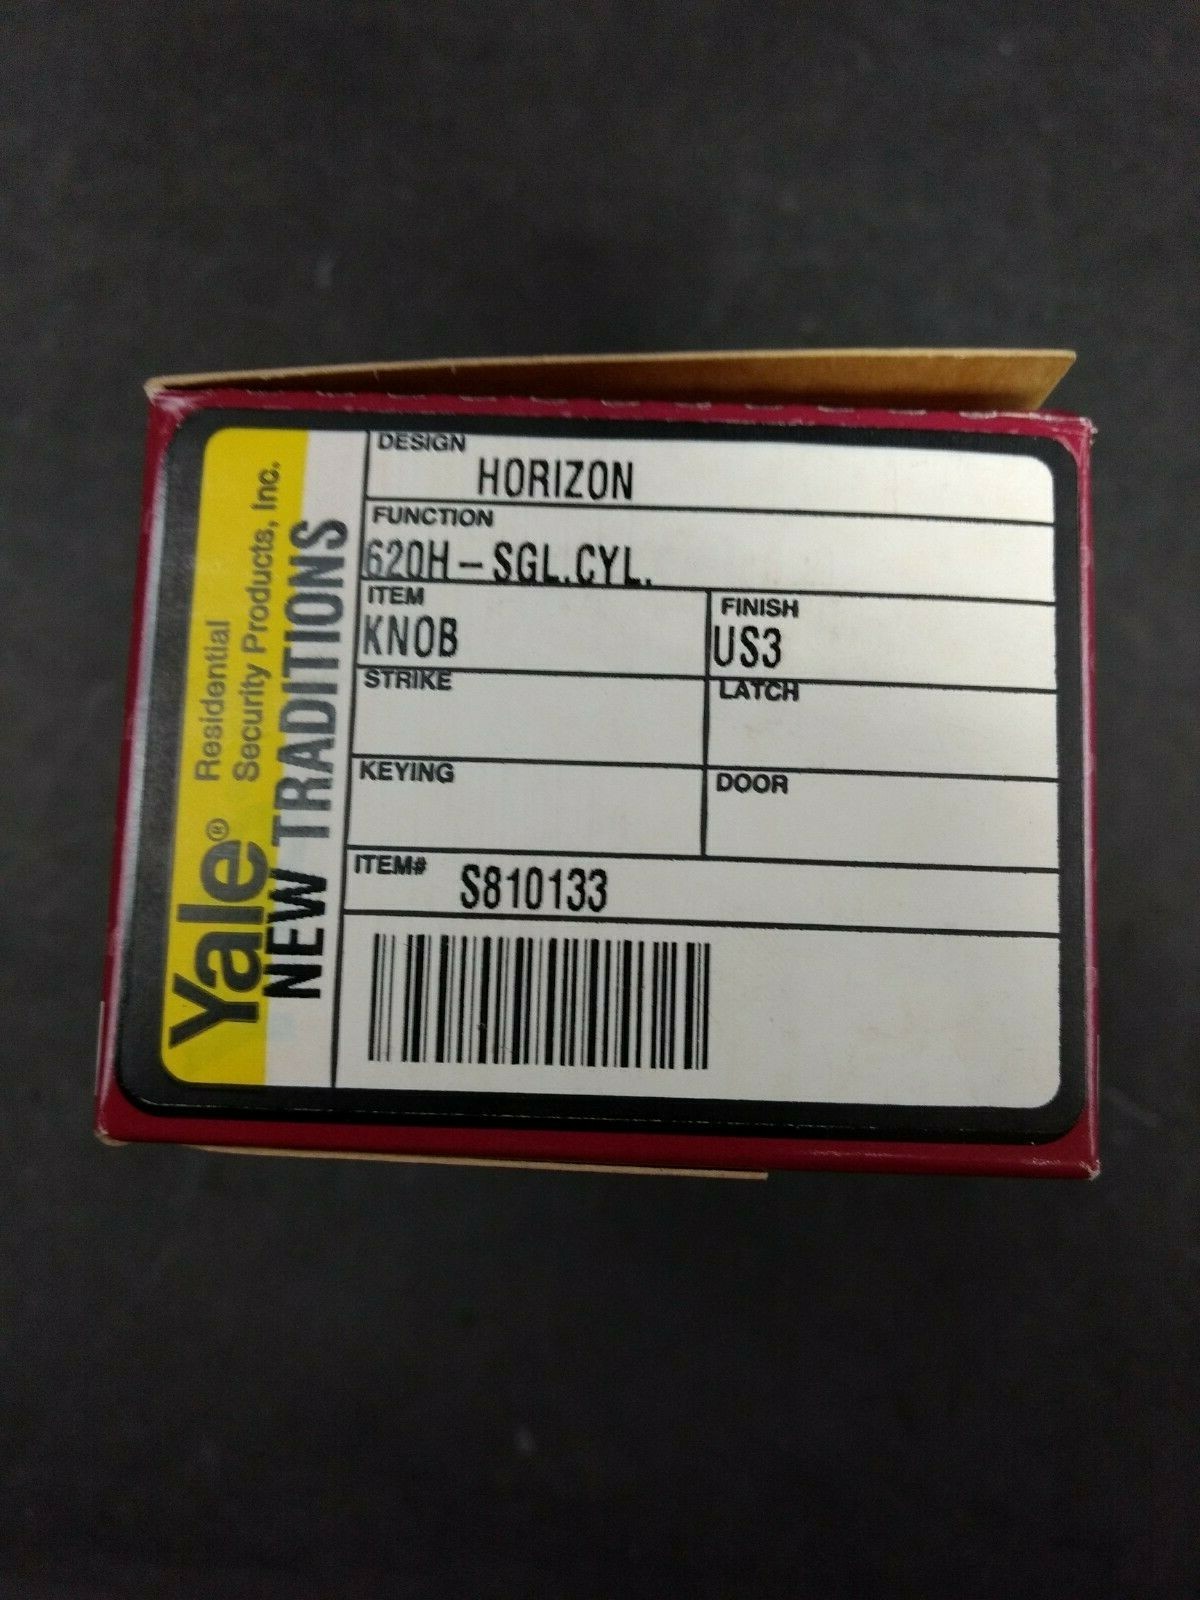 Yale®
Residential
Security Products, Inc.
NEW TRADITIONS
DESIGN
HORIZON
FUNCTION
620H-SGL.CYL.
ITEM
KNOB
FINISH
US3
STRIKE
LATCH
KEYING
DOOR
ITEM#
S810133